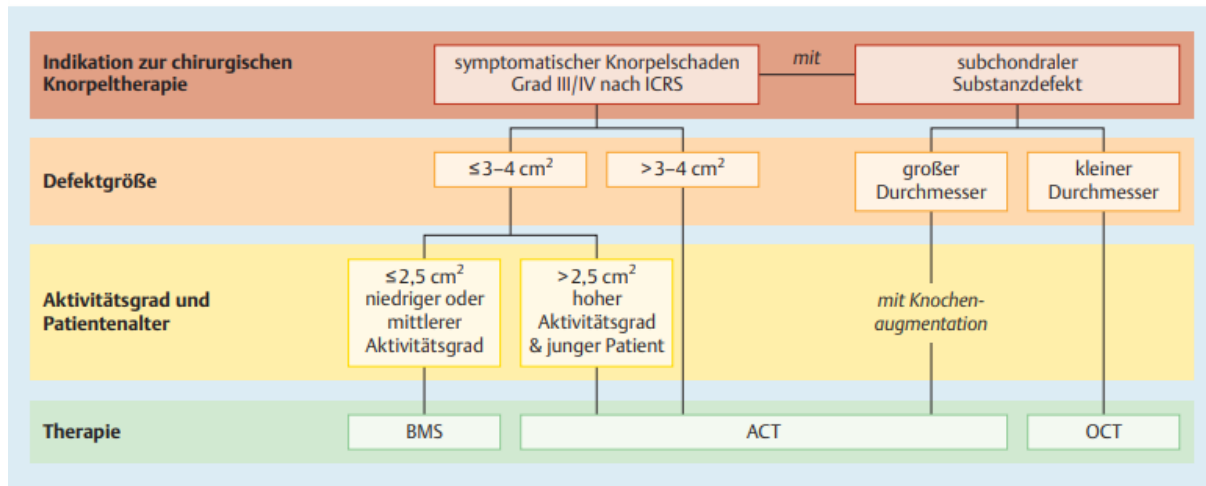 Indikation zur chirurgischen
Knorpeltherapie
symptomatischer Knorpelschaden
Grad III/IV nach ICRS
mit
subchondraler
Substanzdefekt
Defektgröße
≤3–4 cm²
>3–4 cm²
großer
Durchmesser
kleiner
Durchmesser
Aktivitätsgrad und
Patientenalter
≤2,5 cm²
niedriger oder
mittlerer
Aktivitätsgrad
>2,5 cm²
hoher
Aktivitätsgrad
& junger Patient
mit Knochen-
augmentation
Therapie
BMS
ACT
OCT